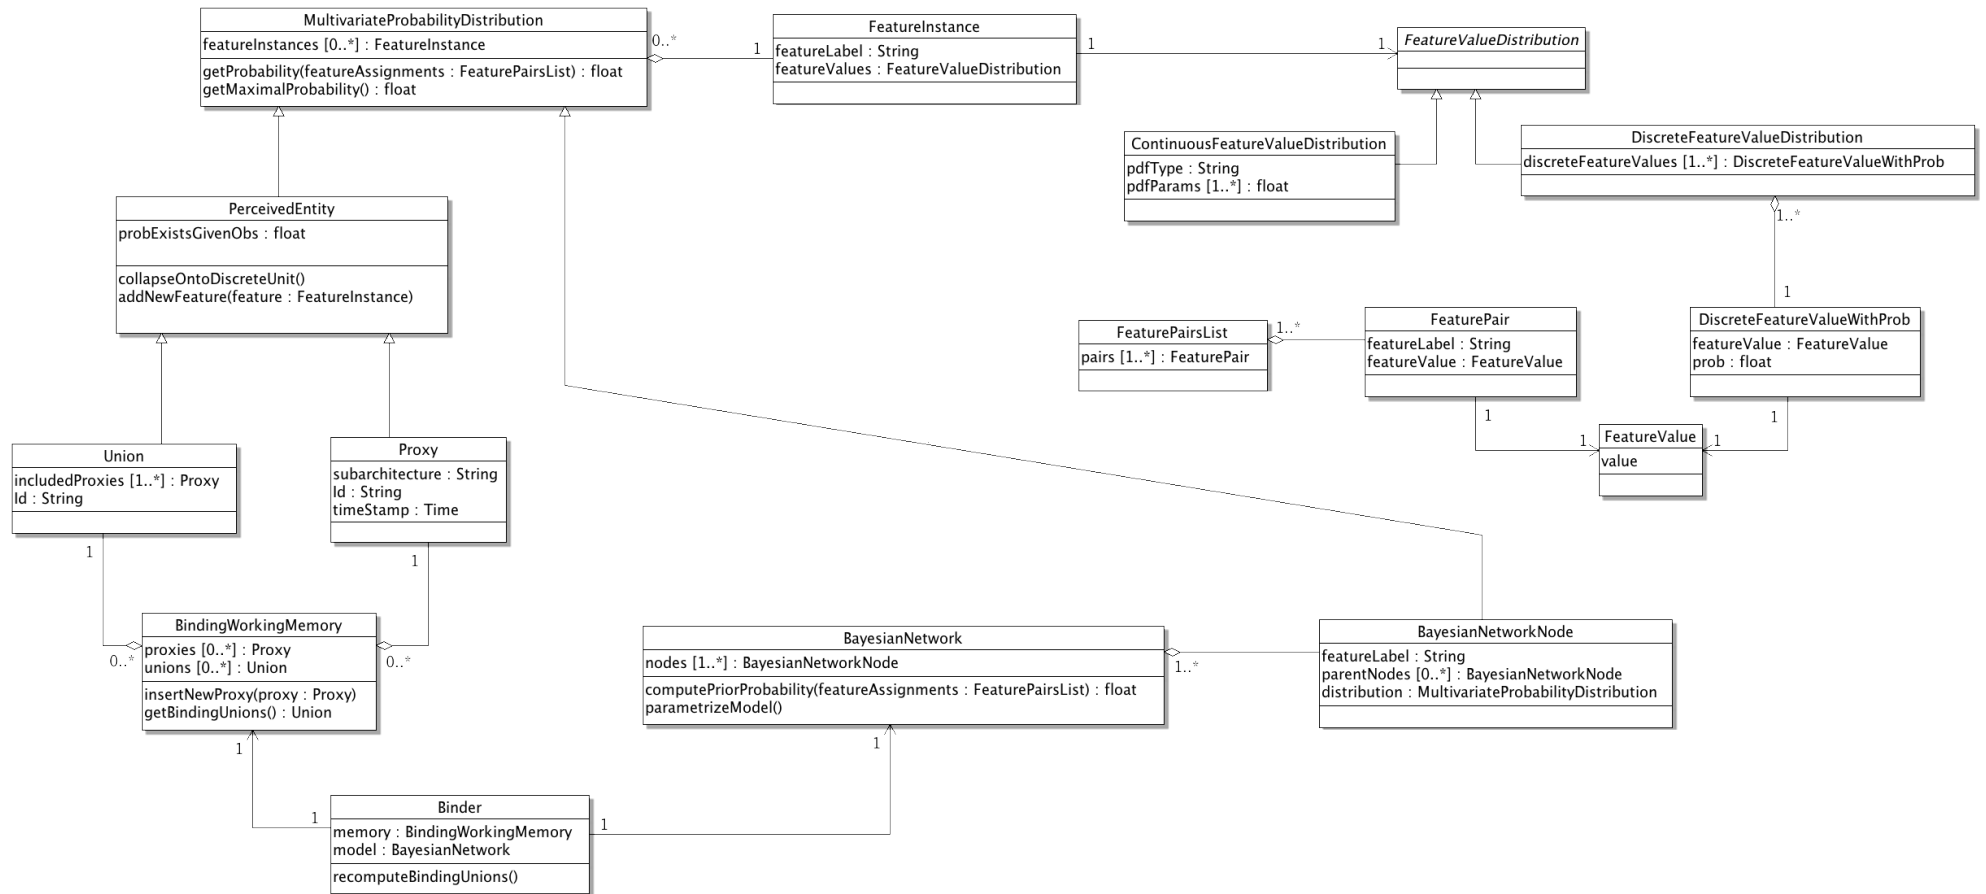 MultivariateProbabilityDistribution
featureInstances [0..*] : FeatureInstance
getProbability(featureAssignments : FeaturePairsList) : float
getMaximalProbability() : float
0..*
1
FeatureInstance
featureLabel : String
featureValues : FeatureValueDistribution
1
1
FeatureValueDistribution
ContinuousFeatureValueDistribution
pdfType : String
pdfParams [1..*] : float
DiscreteFeatureValueDistribution
discreteFeatureValues [1..*] : DiscreteFeatureValueWithProb
1..*
1
PerceivedEntity
probExistsGivenObs : float
collapseOntoDiscreteUnit()
addNewFeature(feature : FeatureInstance)
FeaturePairsList
pairs [1..*] : FeaturePair
1..*
FeaturePair
featureLabel : String
featureValue : FeatureValue
DiscreteFeatureValueWithProb
featureValue : FeatureValue
prob : float
1
1
1
1
FeatureValue
value
Union
includedProxies [1..*] : Proxy
Id : String
Proxy
subarchitecture : String
Id : String
timeStamp : Time
1
1
BindingWorkingMemory
proxies [0..*] : Proxy
unions [0..*] : Union
insertNewProxy(proxy : Proxy)
getBindingUnions() : Union
0..*
0..*
BayesianNetwork
nodes [1..*] : BayesianNetworkNode
computePriorProbability(featureAssignments : FeaturePairsList) : float
parametrizeModel()
1..*
BayesianNetworkNode
featureLabel : String
parentNodes [0..*] : BayesianNetworkNode
distribution : MultivariateProbabilityDistribution
1
1
1
1
Binder
memory : BindingWorkingMemory
model : BayesianNetwork
recomputeBindingUnions()